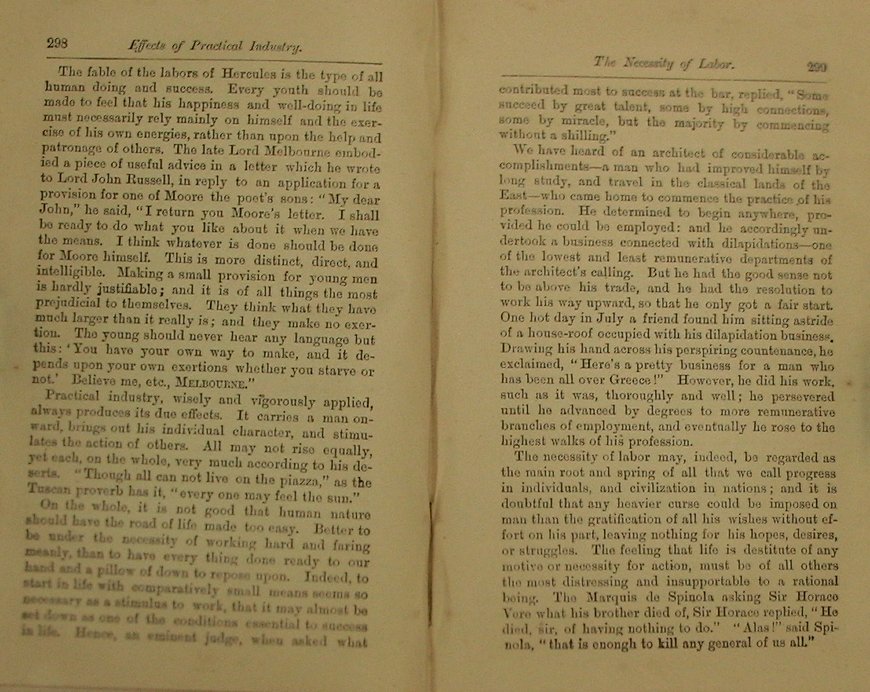 298 Effects of Practical Industry.
The fable of the labors of Hercules is the type of all
human doing and success. Every youth should be
made to feel that his happiness and well-doing in life
must necessarily rely mainly on himself and the exer-
cise of his own energies, rather than upon the help and
patronage of others. The late Lord Melbourne embod-
ied a piece of useful advice in a letter which he wrote
to Lord John Russell, in reply to an application for a
provision for one of Moore the poet's sons: "My dear
John," he said, "I return you Moore's letter. I shall
be ready to do what you like about it when we have
the means. I think whatever is done should be done
for Moore himself. This is more distinct, direct, and
intelligible. Making a small provision for young men
is hardly justifiable; and it is of all things the most
prejudicial to themselves. They think what they have
much larger than it really is; and they make no exer-
tion. The young should never hear any language but
this: 'You have your own way to make, and it de-
pends upon your own exertions whether you starve or
not.' Believe me, etc., MELBOURNE."
Practical industry, wisely and vigorously applied,
always produces its due effects. It carries a man on-
ward, brings out his individual character, and stimu-
lates the action of others. All may not rise equally,
yet each, on the whole, very much according to his de-
serts. "Though all can not live on the piazza," as the
Tuscan proverb has it, "every one may feel the sun."
On the whole, it is not good that human nature
should have the road of life made too easy. Better to
be under the necessity of working hard and faring
meanly, than to have every thing done ready to our
hand and a pillow of down to repose upon. Indeed, to
start in life with comparatively small means seems so
necessary as a stimulus to work, that it may almost be
set down as one of the conditions essential to success
in life. Hence, an eminent judge, when asked what
The Necessity of Labor. 299
contributed most to success at the bar, replied, "Some
succeed by great talent, some by high connections,
some by miracle, but the majority by commencing
without a shilling."
We have heard of an architect of considerable ac-
complishments—a man who had improved himself by
long study, and travel in the classical lands of the
East—who came home to commence the practice of his
profession. He determined to begin anywhere, pro-
vided he could be employed: and he accordingly un-
dertook a business connected with dilapidations—one
of the lowest and least remunerative departments of
the architect's calling. But he had the good sense not
to be above his trade, and he had the resolution to
work his way upward, so that he only got a fair start.
One hot day in July a friend found him sitting astride
of a house-roof occupied with his dilapidation business.
Drawing his hand across his perspiring countenance, he
exclaimed, "Here's a pretty business for a man who
has been all over Greece!" However, he did his work,
such as it was, thoroughly and well; he persevered
until he advanced by degrees to more remunerative
branches of employment, and eventually he rose to the
highest walks of his profession.
The necessity of labor may, indeed, be regarded as
the main root and spring of all that we call progress
in individuals, and civilization in nations; and it is
doubtful that any heavier curse could be imposed on
man than the gratification of all his wishes without ef-
fort on his part, leaving nothing for his hopes, desires,
or struggles. The feeling that life is destitute of any
motive or necessity for action, must be of all others
the most distressing and insupportable to a rational
being. The Marquis de Spinola asking Sir Horace
Vere what his brother died of, Sir Horace replied, "He
died, sir, of having nothing to do." "Alas!" said Spi-
nola, "that is enough to kill any general of us all."